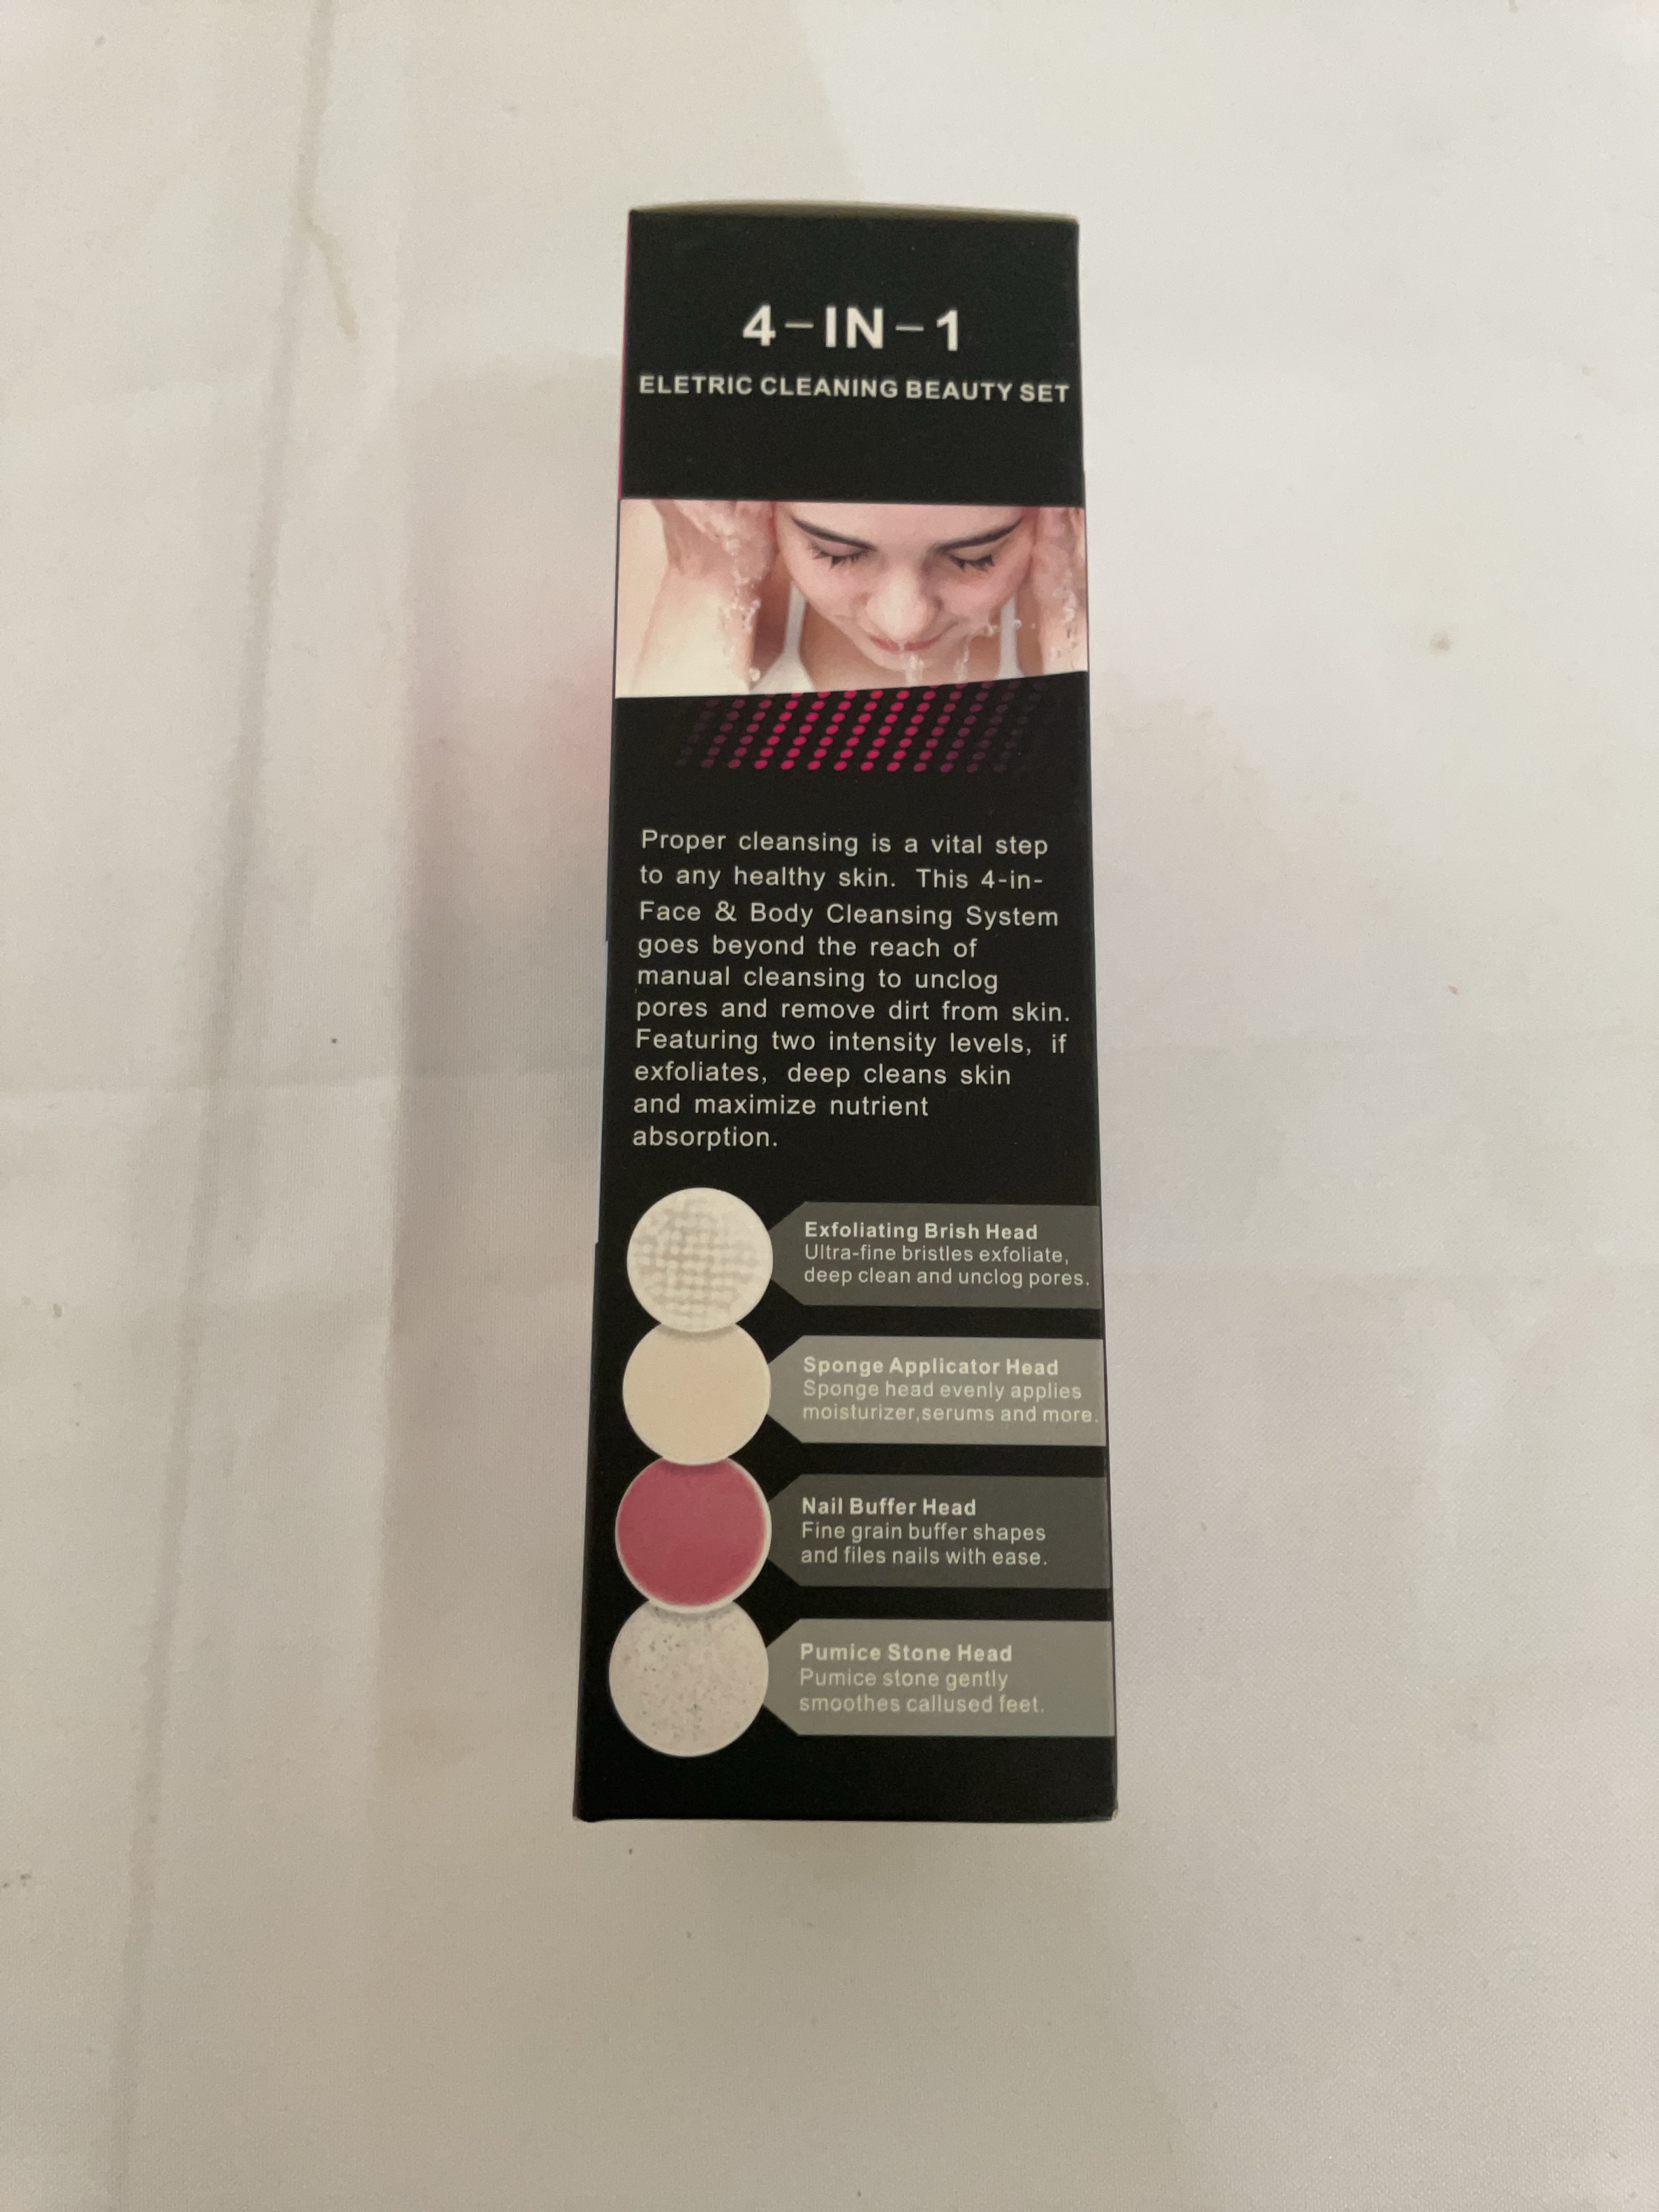 4-IN-1
ELETRIC CLEANING BEAUTY SET
Proper cleansing is a vital step
to any healthy skin. This 4-in-
Face & Body Cleansing System
goes beyond the reach of
manual cleansing to unclog
pores and remove dirt from skin.
Featuring two intensity levels, if
exfoliates, deep cleans skin
and maximize nutrient
absorption.
Exfoliating Brish Head
Ultra-fine bristles exfoliate,
deep clean and unclog pores.
Sponge Applicator Head
Sponge head evenly applies
moisturizer,serums and more.
Nail Buffer Head
Fine grain buffer shapes
and files nails with ease.
Pumice Stone Head
Pumice stone gently
smoothes callused feet.